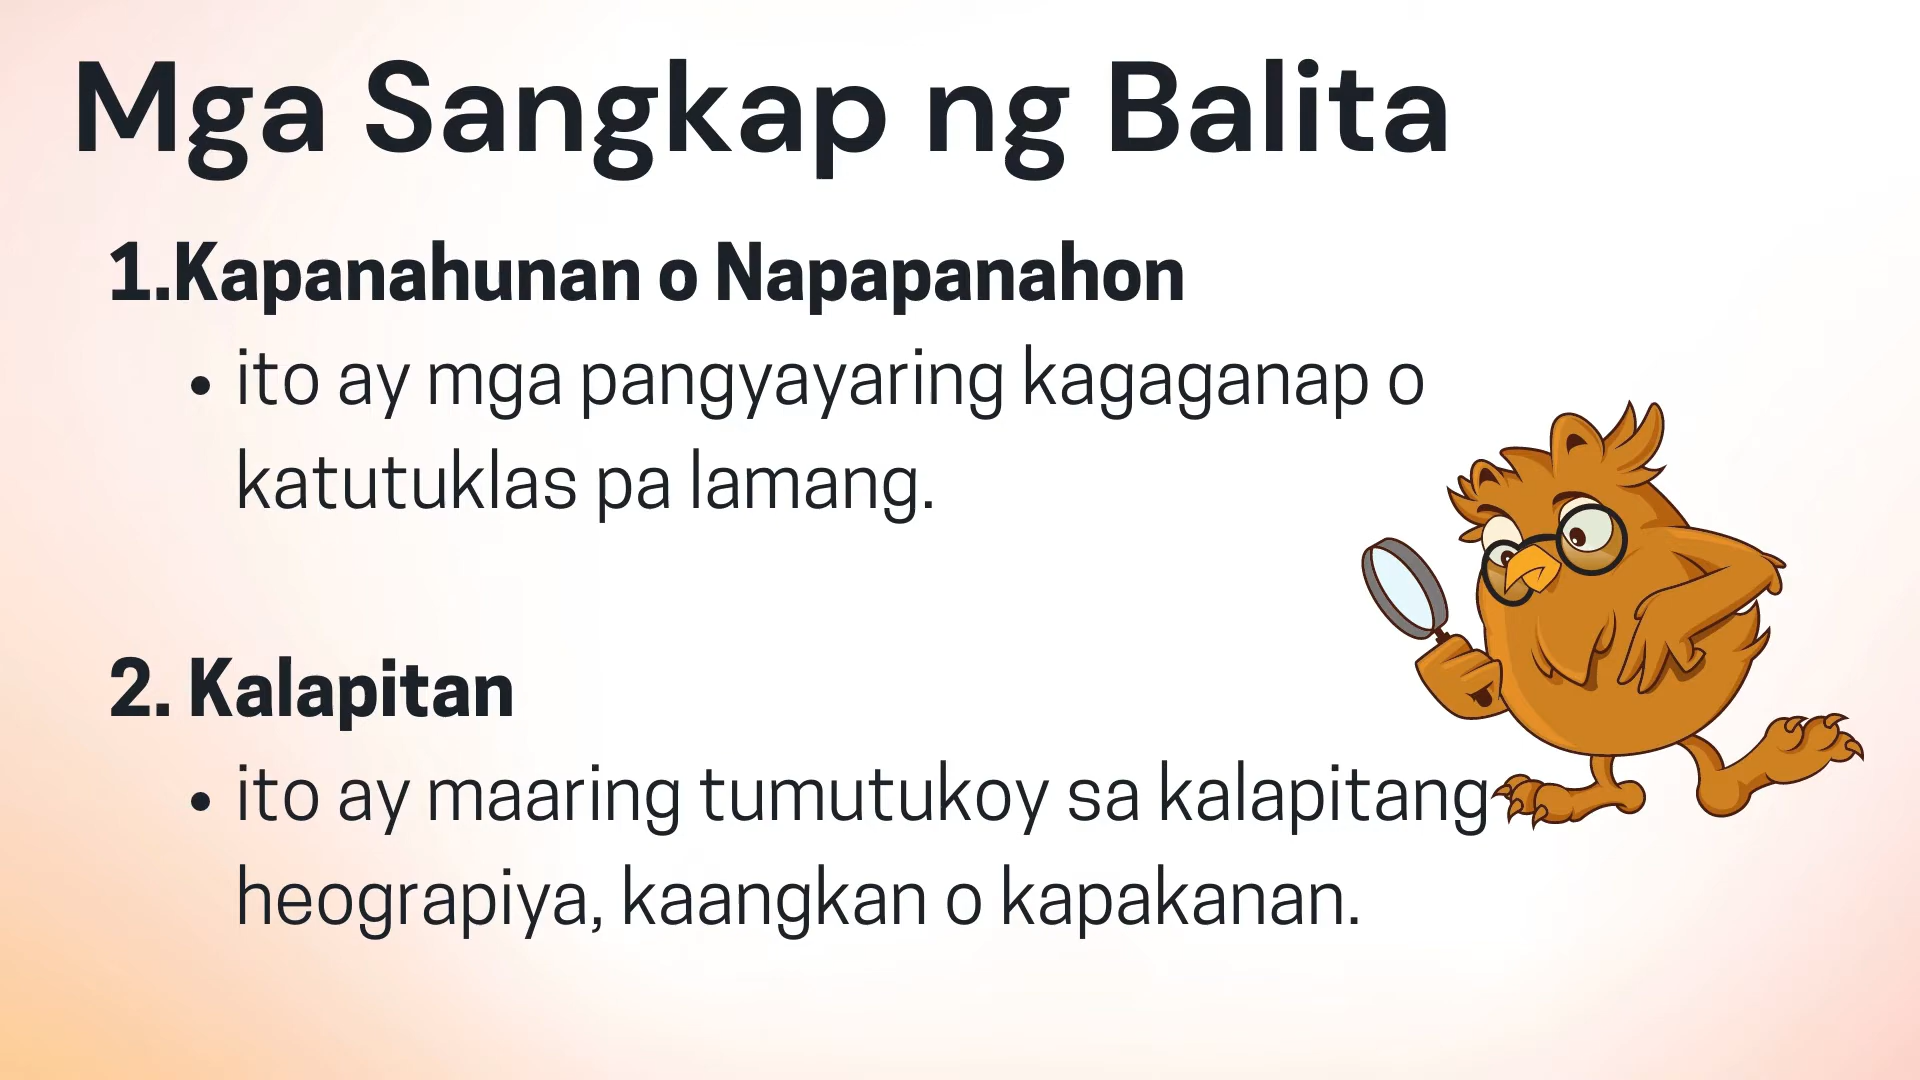 Mga Sangkap ng Balita
1.Kapanahunan o Napapanahon
• ito ay mga pangyayaring kagaganap o
katutuklas pa lamang.
2. Kalapitan
• ito ay maaring tumutukoy sa kalapitang
heograpiya, kaangkan o kapakanan.